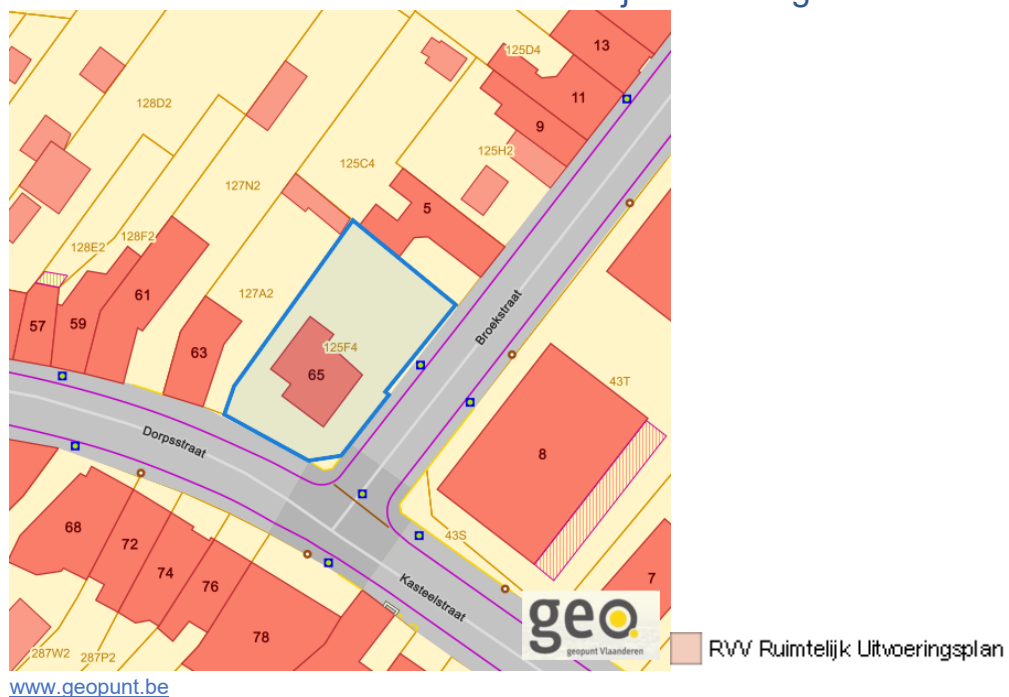 13
125D4
11
128D2
9
125H2
125C4
127N2
5
128F2
128E2
61
127A2
57
59
63
125F4
65
Broekstraat
43T
Dorpsstraat
8
68
72
74
76
78
43S
Kasteelstraat
7
287W2
287P2
geo.
geopunt Vlaanderen
RVV Ruimtelijk Uitvoeringsplan
www.geopunt.be